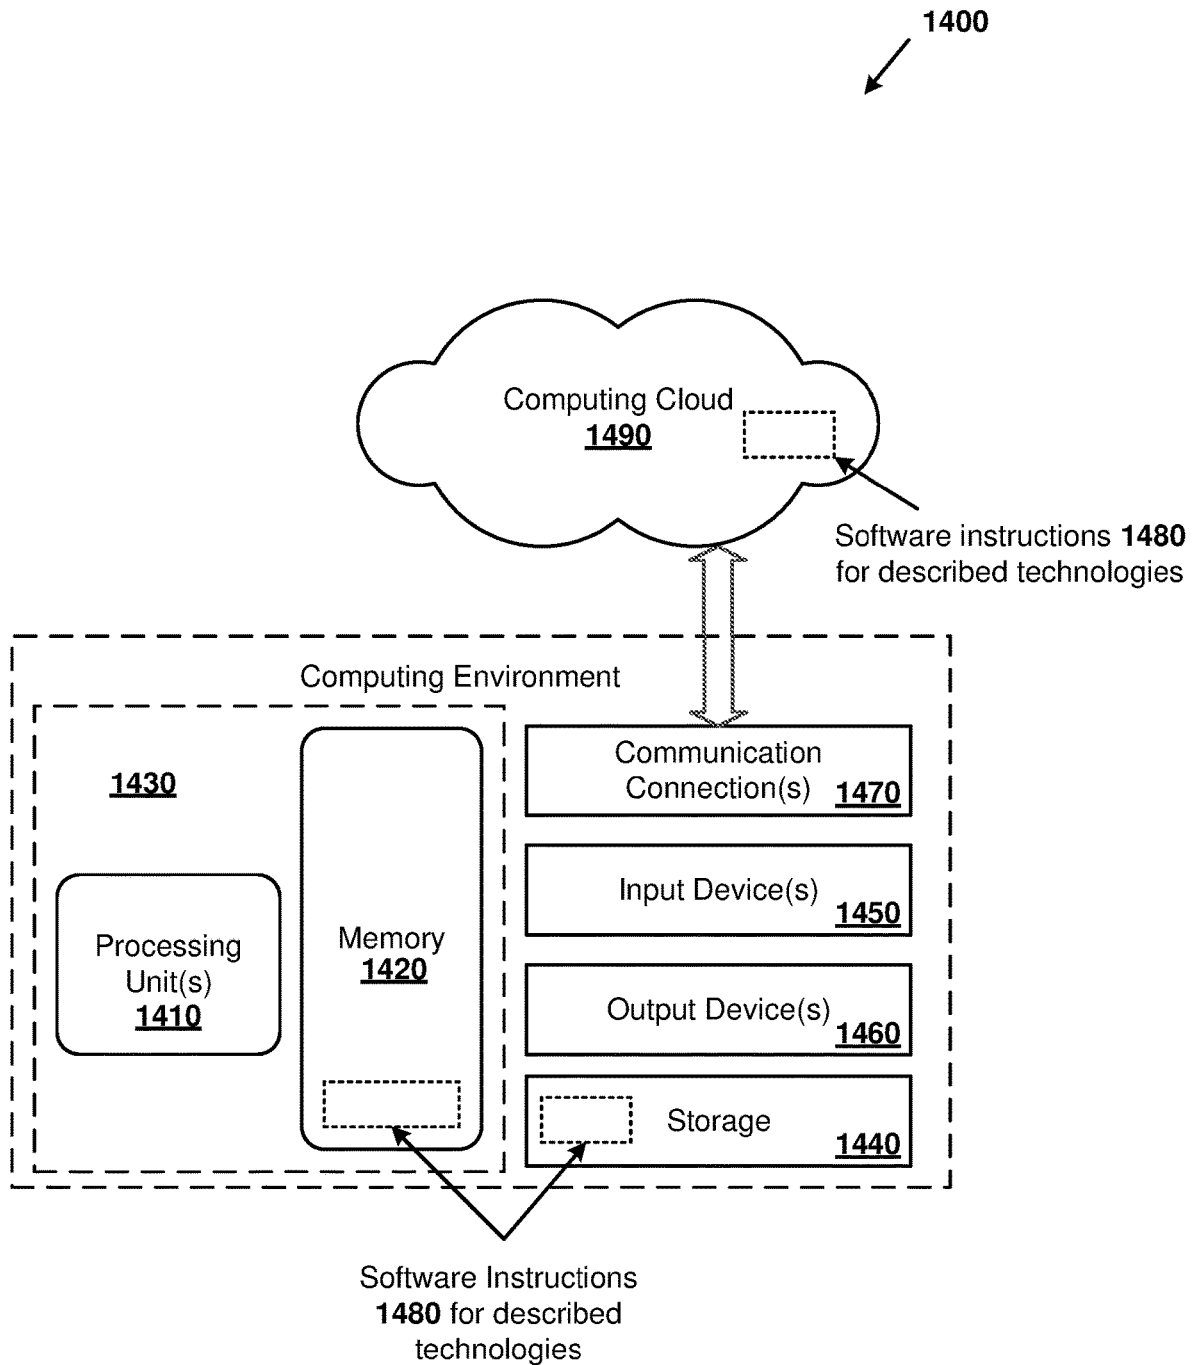 1400
Computing Cloud
1490
Software instructions 1480
for described technologies
Computing Environment
1430
Processing
Unit(s)
1410
Memory
1420
Communication
Connection(s)
1470
Input Device(s)
1450
Output Device(s)
1460
Storage
1440
Software Instructions
1480 for described
technologies